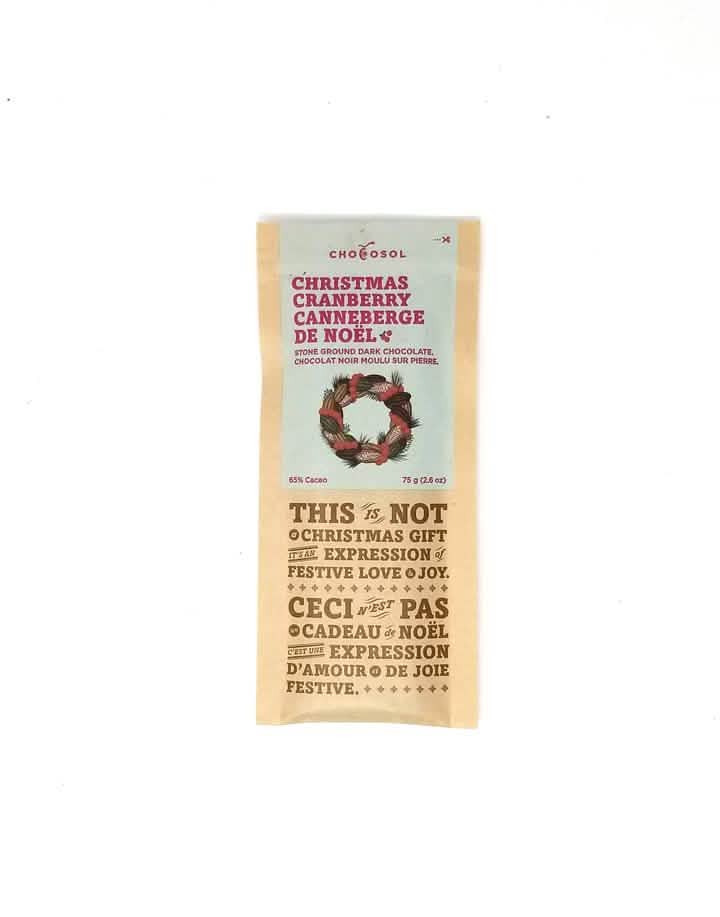 CHOCOSOL
CHRISTMAS
CRANBERRY
CANNEBERGE
DE NOËL
STONE GROUND DARK CHOCOLATE.
CHOCOLAT NOIR MOULU SUR PIERRE.
65% Cacao 75 g (2.6 oz)
THIS IS NOT
a CHRISTMAS GIFT
IT'S AN EXPRESSION of
FESTIVE LOVE & JOY.
CECI N'EST PAS
un CADEAU de NOËL
C'EST UNE EXPRESSION
D'AMOUR ET DE JOIE
FESTIVE.